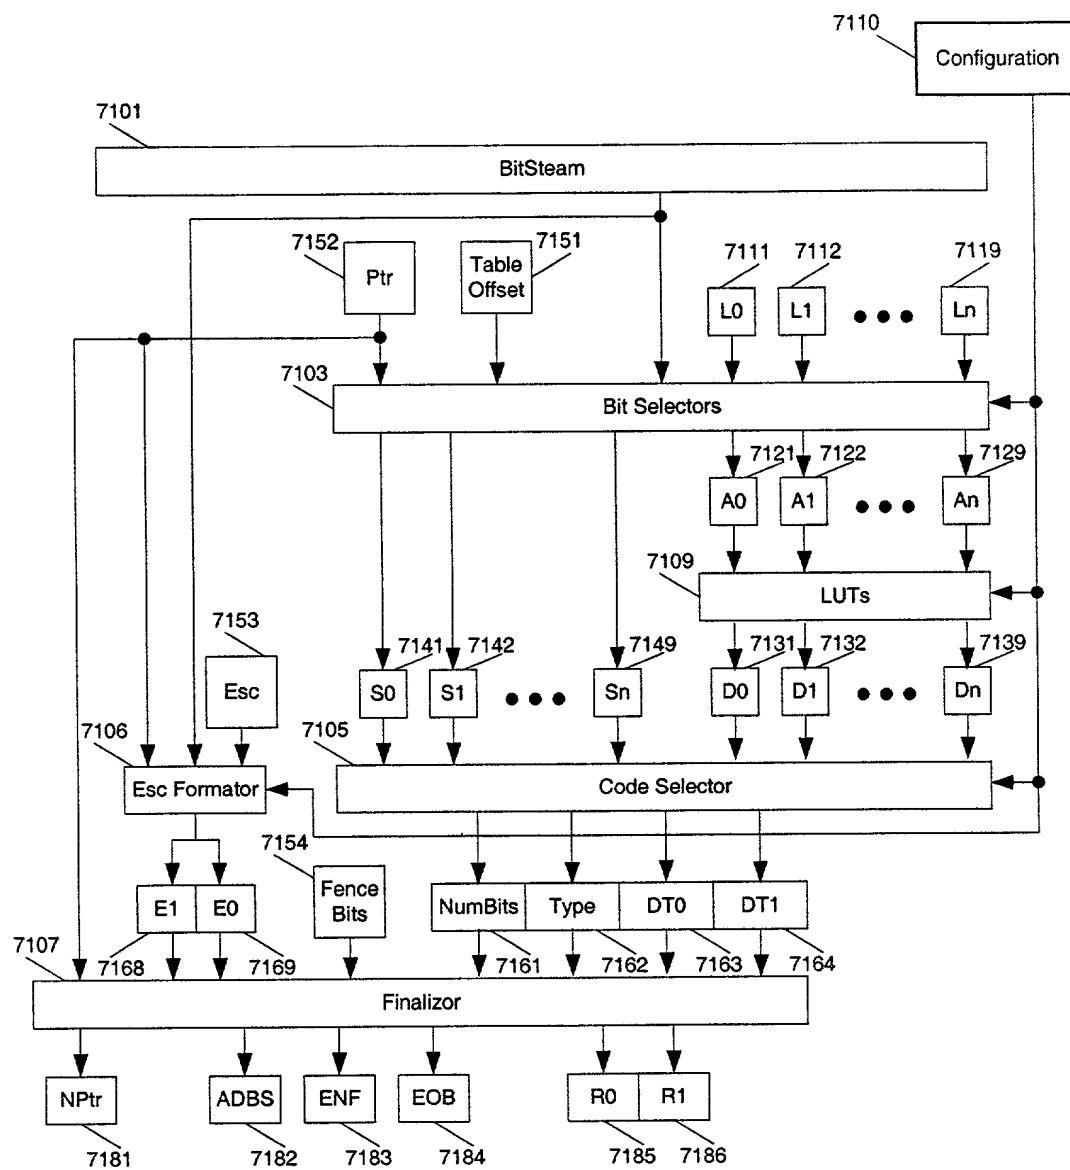 7110
Configuration
7101
BitSteam
7152
Ptr
7151
Table
Offset
7111
L0
7112
L1
7119
Ln
7103
Bit Selectors
7121
A0
7122
A1
7129
An
7109
LUTs
7153
Esc
7141
S0
7142
S1
7149
Sn
7131
D0
7132
D1
7139
Dn
7106
Esc Formator
7105
Code Selector
7154
Fence
Bits
E1 E0
NumBits Type DT0 DT1
7107
7168 7169 7161 7162 7163 7164
Finalizor
NPtr ADBS ENF EOB R0 R1
7181 7182 7183 7184 7185 7186